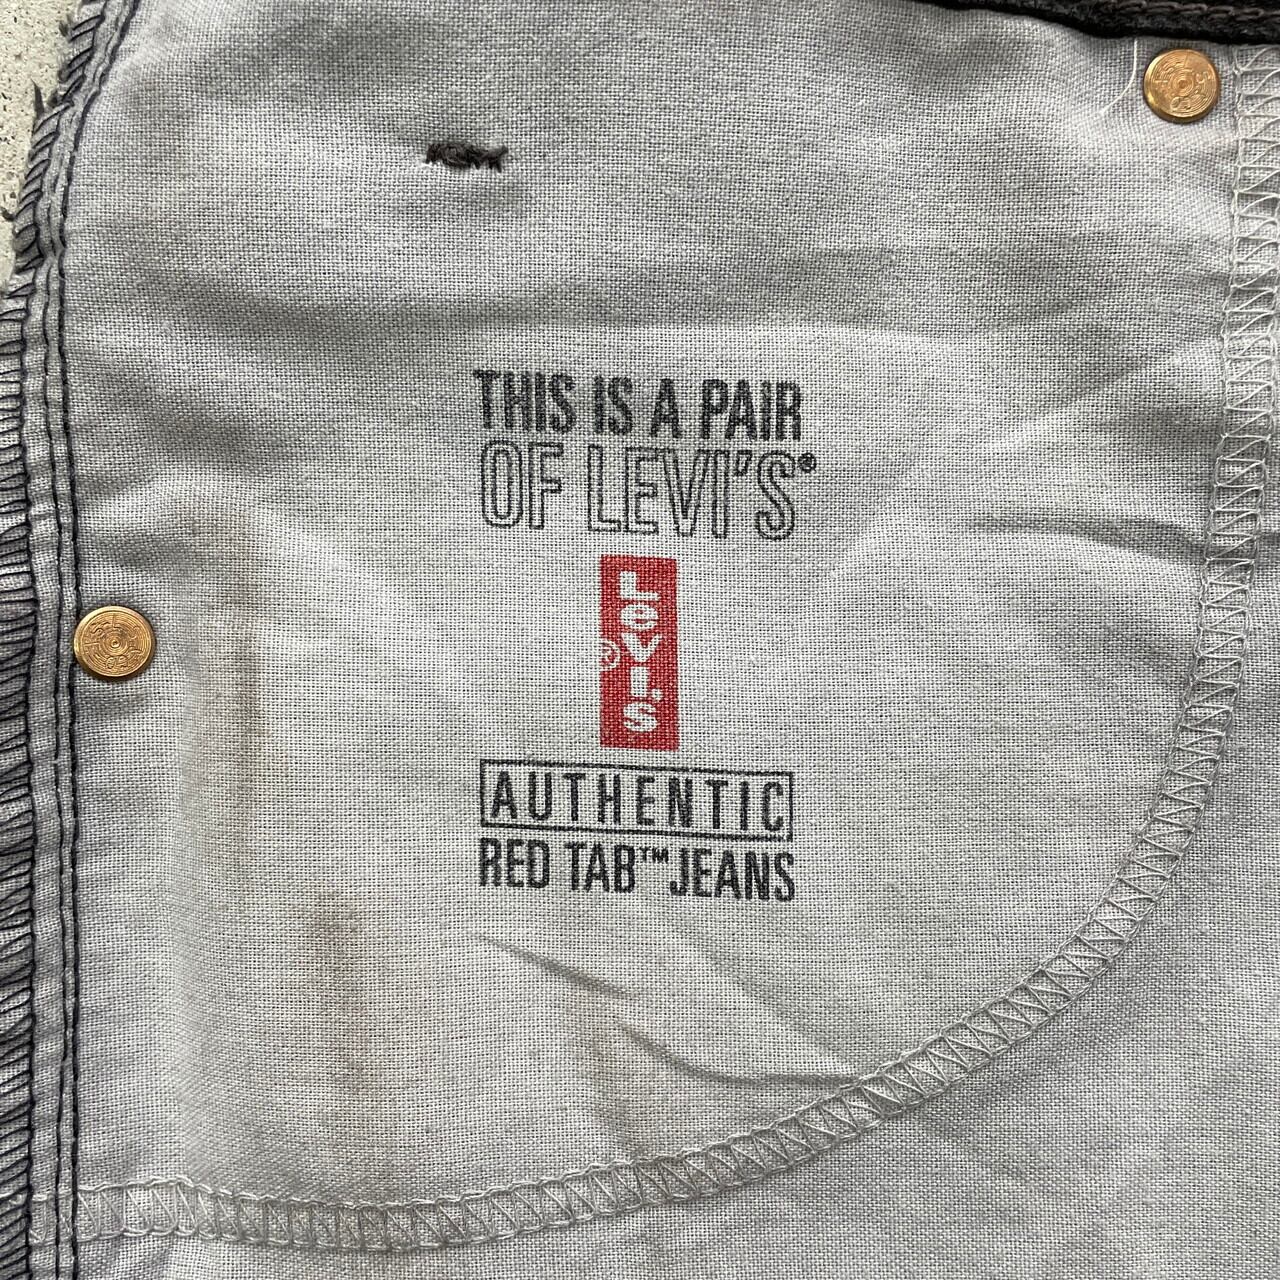 THIS IS A PAIR
OF LEVI'S®
LEVI'S ®
AUTHENTIC
RED TAB™ JEANS